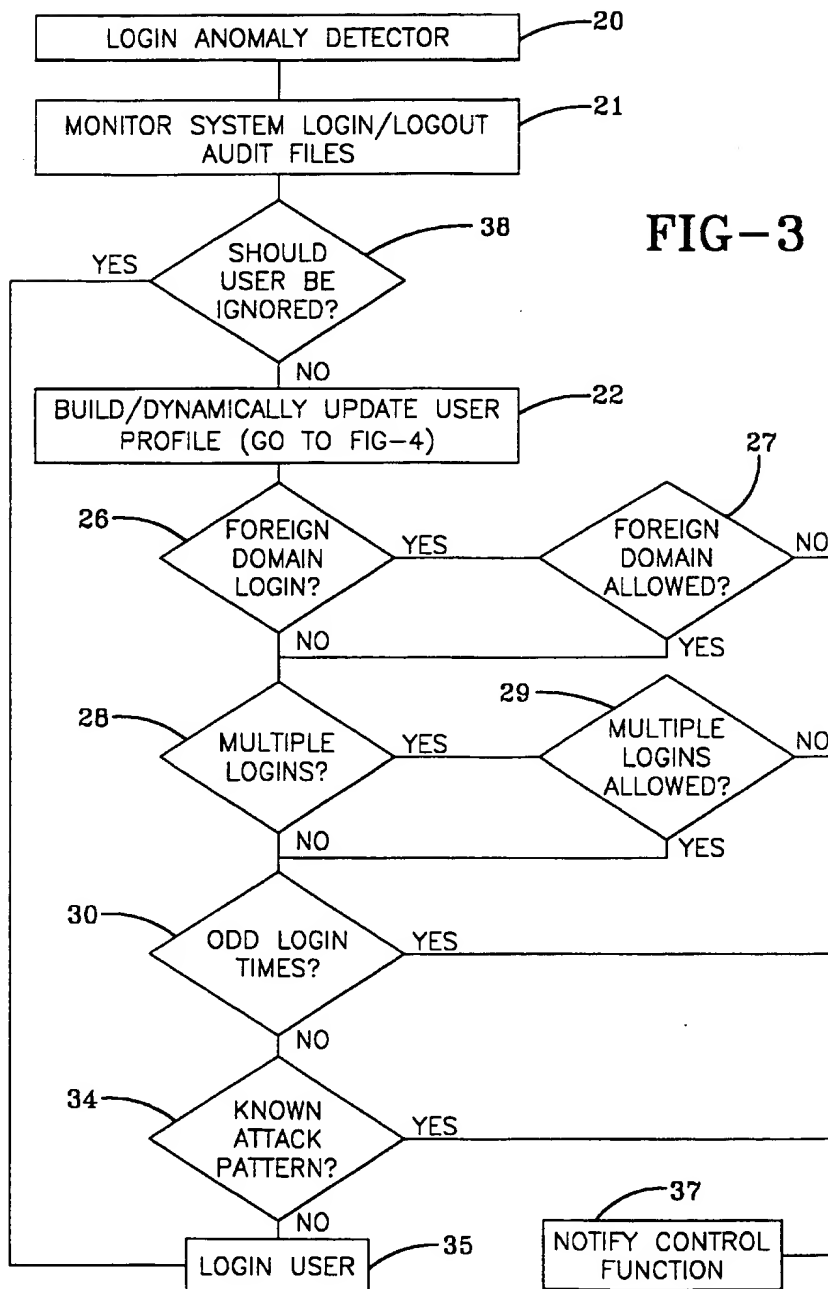 LOGIN ANOMALY DETECTOR
20
MONITOR SYSTEM LOGIN/LOGOUT
AUDIT FILES
21
FIG-3
SHOULD
USER BE
IGNORED?
38
YES
NO
BUILD/DYNAMICALLY UPDATE USER
PROFILE (GO TO FIG-4)
22
26
FOREIGN
DOMAIN
LOGIN?
YES
NO
27
FOREIGN
DOMAIN
ALLOWED?
NO
YES
28
MULTIPLE
LOGINS?
YES
NO
29
MULTIPLE
LOGINS
ALLOWED?
NO
YES
30
ODD LOGIN
TIMES?
YES
NO
34
KNOWN
ATTACK
PATTERN?
YES
NO
LOGIN USER
35
37
NOTIFY CONTROL
FUNCTION